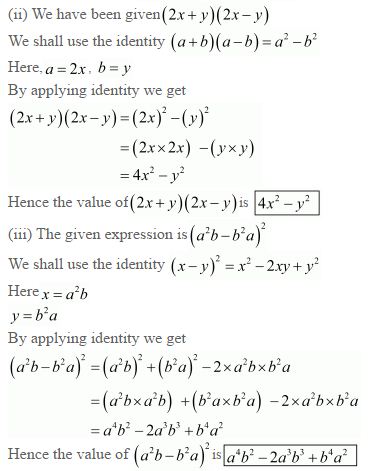 (ii) We have been given (2x+y)(2x−y)
We shall use the identity (a+b)(a−b)=a²−b²
Here, a=2x, b=y
By applying identity we get
(2x+y)(2x−y)=(2x)²−(y)²
=(2x×2x) −(y×y)
=4x²−y²
Hence the value of (2x+y)(2x−y) is 4x²−y²
(iii) The given expression is (a²b−b²a)²
We shall use the identity (x−y)²=x²−2xy+y²
Here x=a²b
y=b²a
By applying identity we get
(a²b−b²a)²=(a²b)²+(b²a)²−2×a²b×b²a
=(a²b×a²b) +(b²a×b²a) −2×a²b×b²a
=a⁴b²−2a³b³+b⁴a²
Hence the value of (a²b−b²a)² is a⁴b²−2a³b³+b⁴a²